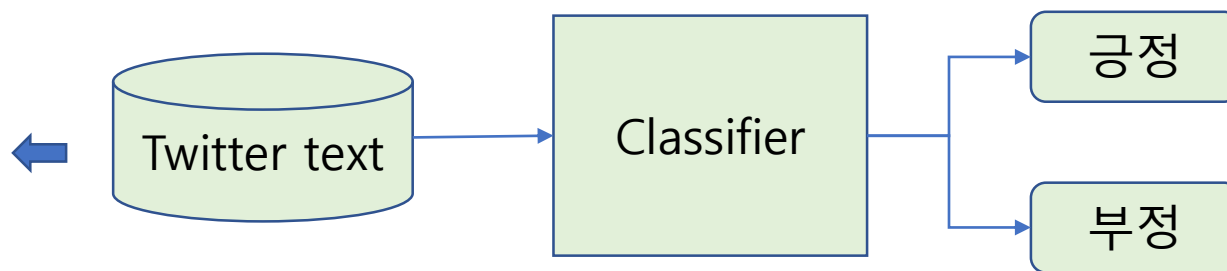 Twitter text
Classifier
긍정
부정